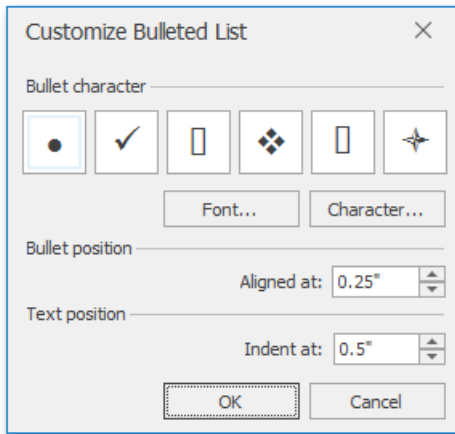 Customize Bulleted List
Bullet character
Font... Character...
Bullet position
Aligned at: 0.25"
Text position
Indent at: 0.5"
OK Cancel